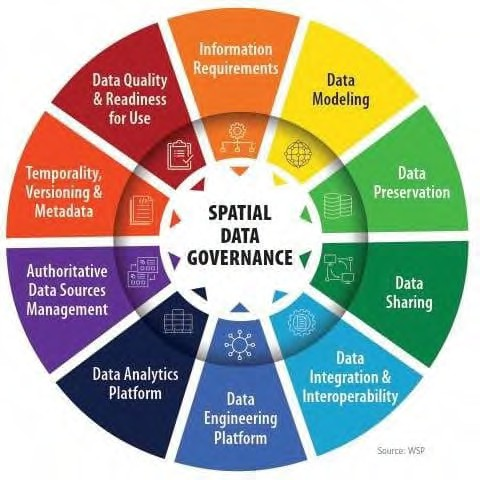 Information
Requirements
Data
Modeling
Data
Preservation
Data
Sharing
Data
Integration &
Interoperability
Data
Engineering
Platform
Data Analytics
Platform
Authoritative
Data Sources
Management
Temporality,
Versioning &
Metadata
Data Quality
& Readiness
for Use
SPATIAL
DATA
GOVERNANCE
Source: WSP